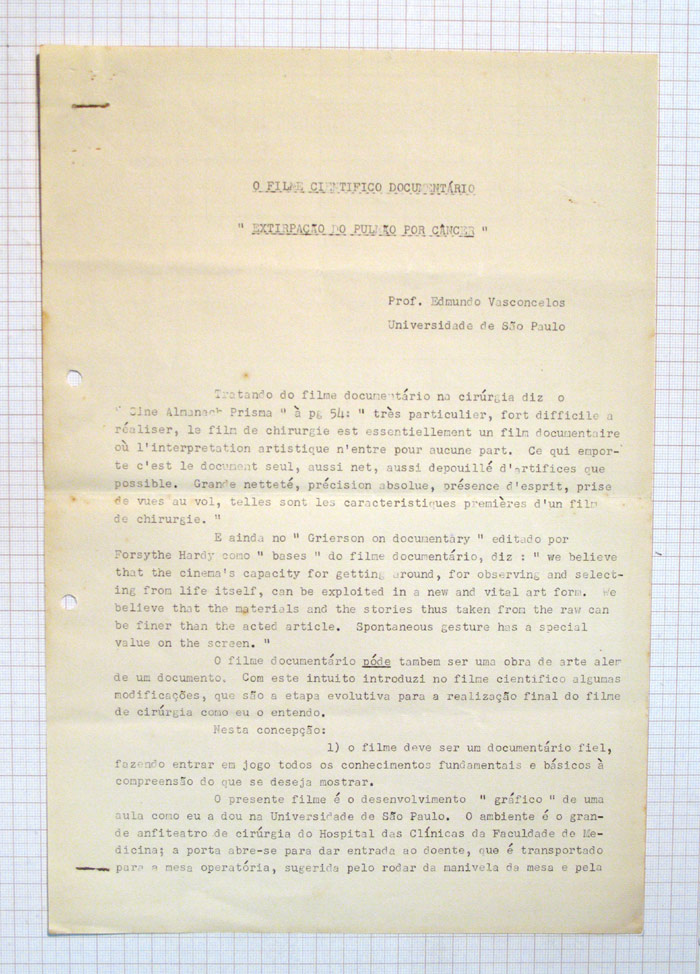 O FILME CIENTIFICO DOCUMENTÁRIO
" EXTIRPAÇÃO DO PULMÃO POR CÂNCER "
Prof. Edmundo Vasconcelos
Universidade de São Paulo
Tratando do filme documentário na cirúrgia diz o
" Cine Almanach Prisma " à pg 54: " très particulier, fort difficile a
réaliser, le film de chirurgie est essentiellement un film documentaire
où l'interpretation artistique n'entre pour aucune part. Ce qui empor-
te c'est le document seul, aussi net, aussi depouillé d'artifices que
possible. Grande netteté, précision absolue, présence d'esprit, prise
de vues au vol, telles sont les caracteristiques premières d'un film
de chirurgie. "
E ainda no " Grierson on documentary " editado por
Forsythe Hardy como " bases " do filme documentário, diz : " we believe
that the cinema's capacity for getting around, for observing and select-
ing from life itself, can be exploited in a new and vital art form. We
believe that the materials and the stories thus taken from the raw can
be finer than the acted article. Spontaneous gesture has a special
value on the screen. "
O filme documentário póde tambem ser uma obra de arte alem
de um documento. Com este intuito introduzi no filme cientifico algumas
modificações, que são a etapa evolutiva para a realização final do filme
de cirúrgia como eu o entendo.
Nesta concepção:
1) o filme deve ser um documentário fiel,
fazendo entrar em jogo todos os conhecimentos fundamentais e básicos à
compreensão do que se deseja mostrar.
O presente filme é o desenvolvimento " gráfico " de uma
aula como eu a dou na Universidade de São Paulo. O ambiente é o gran-
de anfiteatro de cirúrgia do Hospital das Clínicas da Faculdade de Me-
dicina; a porta abre-se para dar entrada ao doente, que é transportado
para a mesa operatória, sugerida pelo rodar da manivela da mesa e pela